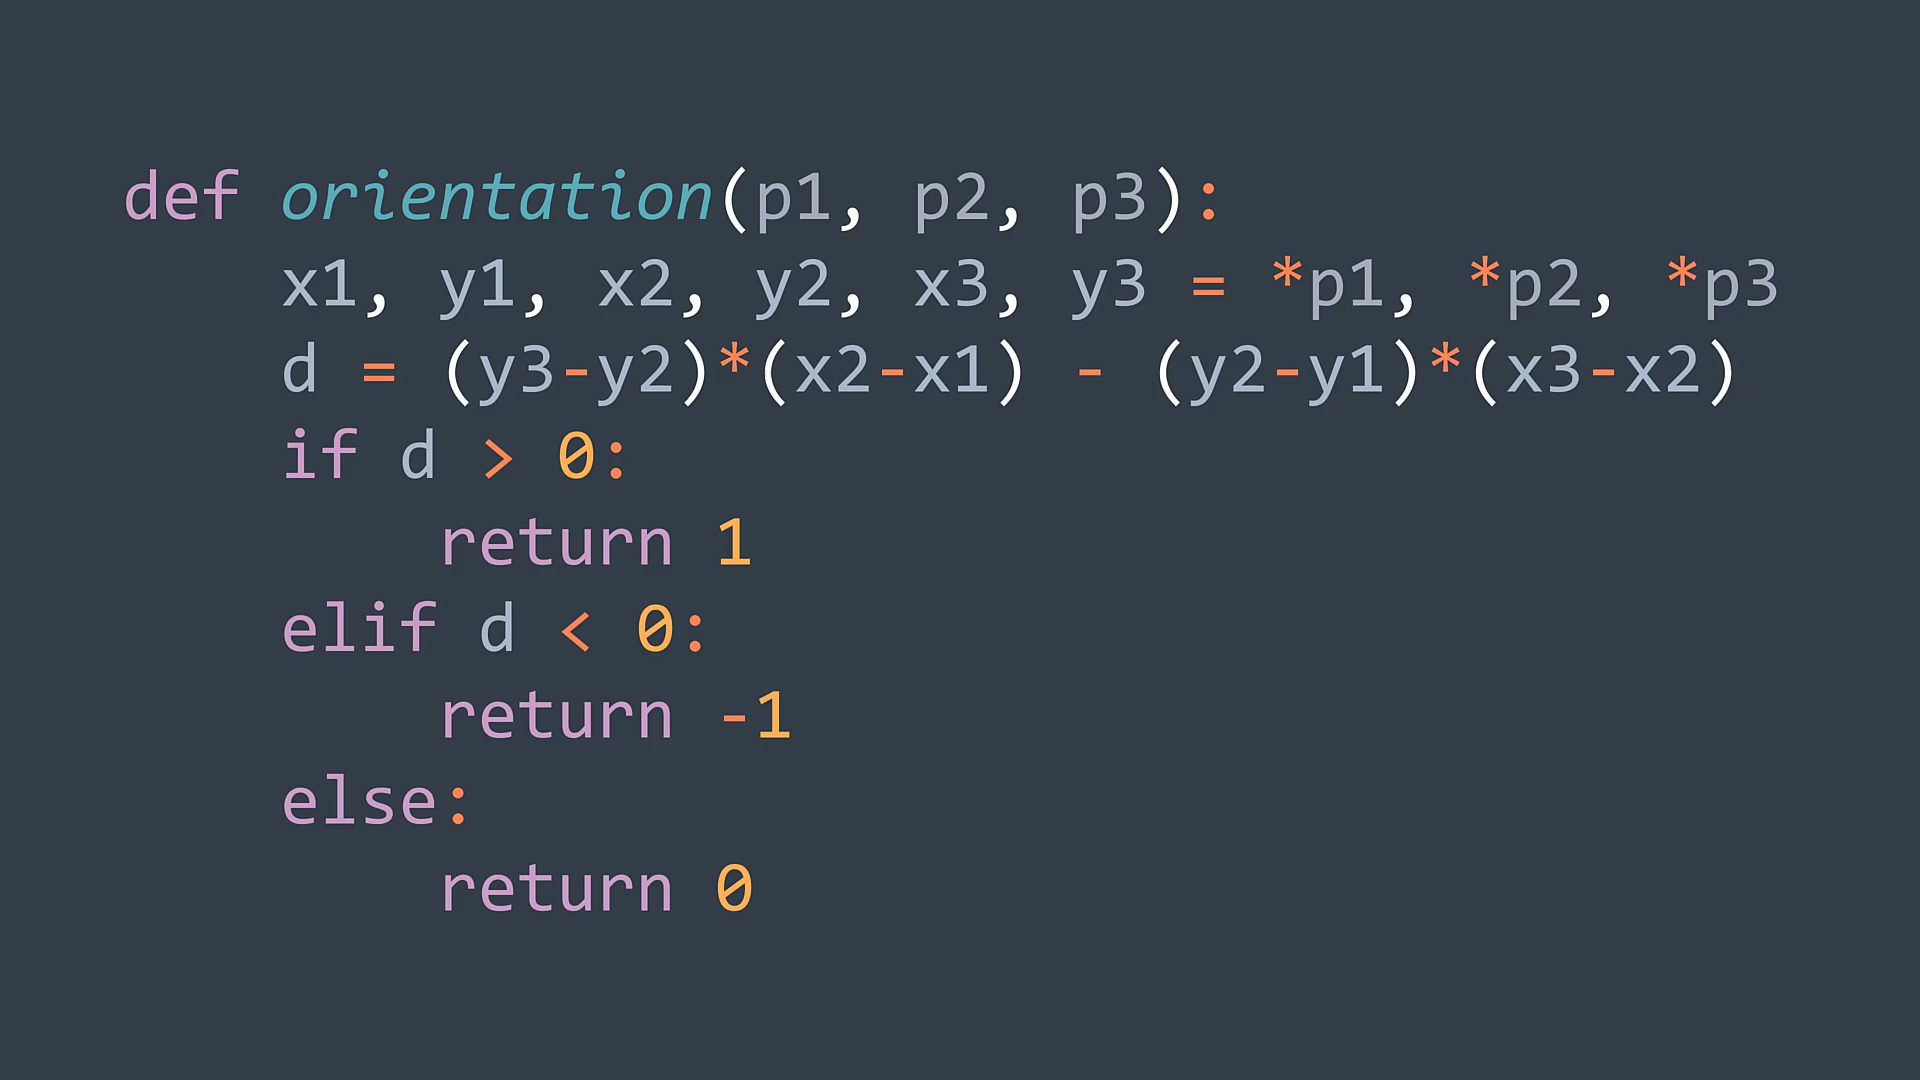 def orientation(p1, p2, p3):
    x1, y1, x2, y2, x3, y3 = *p1, *p2, *p3
    d = (y3-y2)*(x2-x1) - (y2-y1)*(x3-x2)
    if d > 0:
        return 1
    elif d < 0:
        return -1
    else:
        return 0